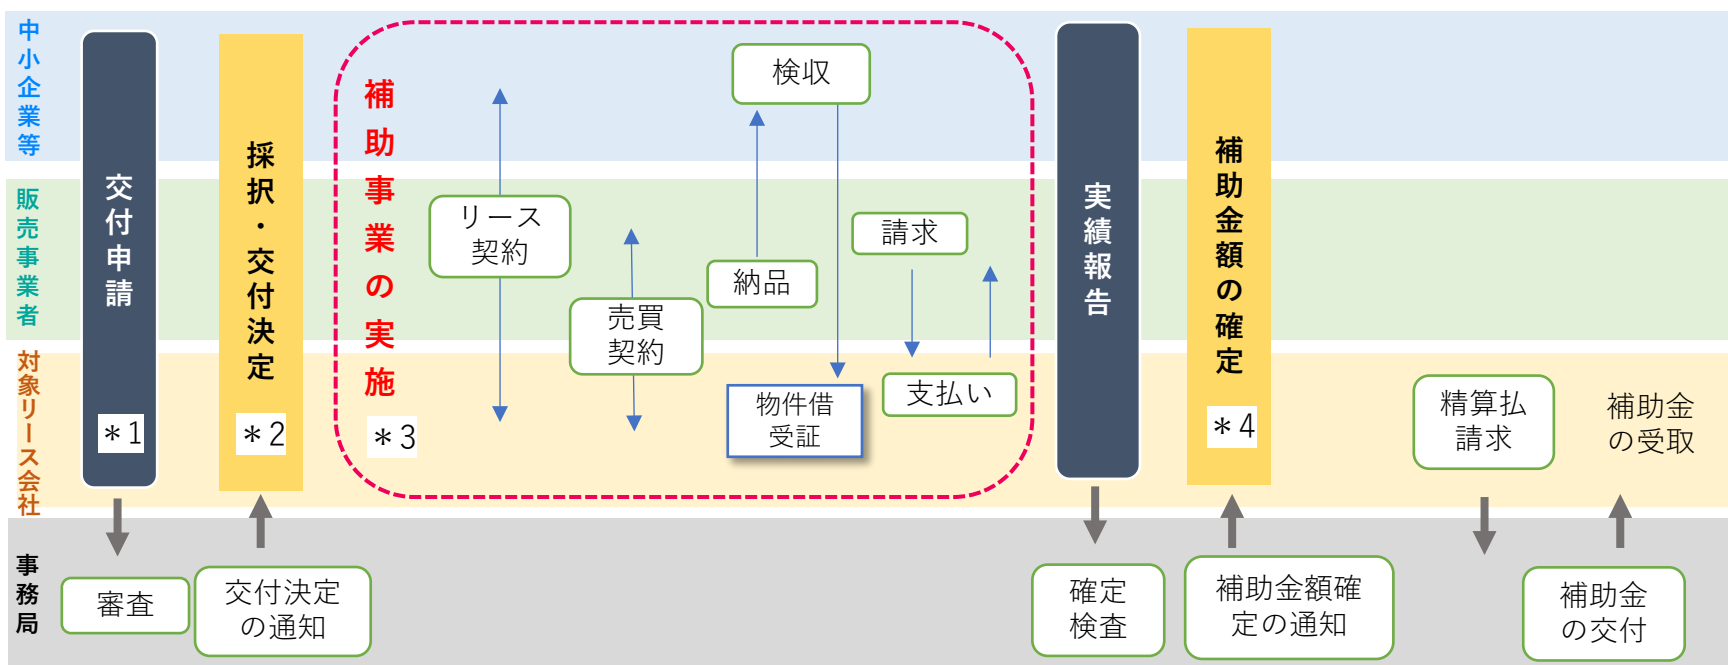 中小企業等
販売事業者
対象リース会社
事務局
交付申請
＊1
審査
採択・交付決定
＊2
交付決定
の通知
補助事業の実施
＊3
リース
契約
売買
契約
検収
納品
物件借
受証
請求
支払い
実績報告
確定
検査
補助金額の確定
＊4
補助金額確
定の通知
精算払
請求
補助金
の受取
補助金
の交付